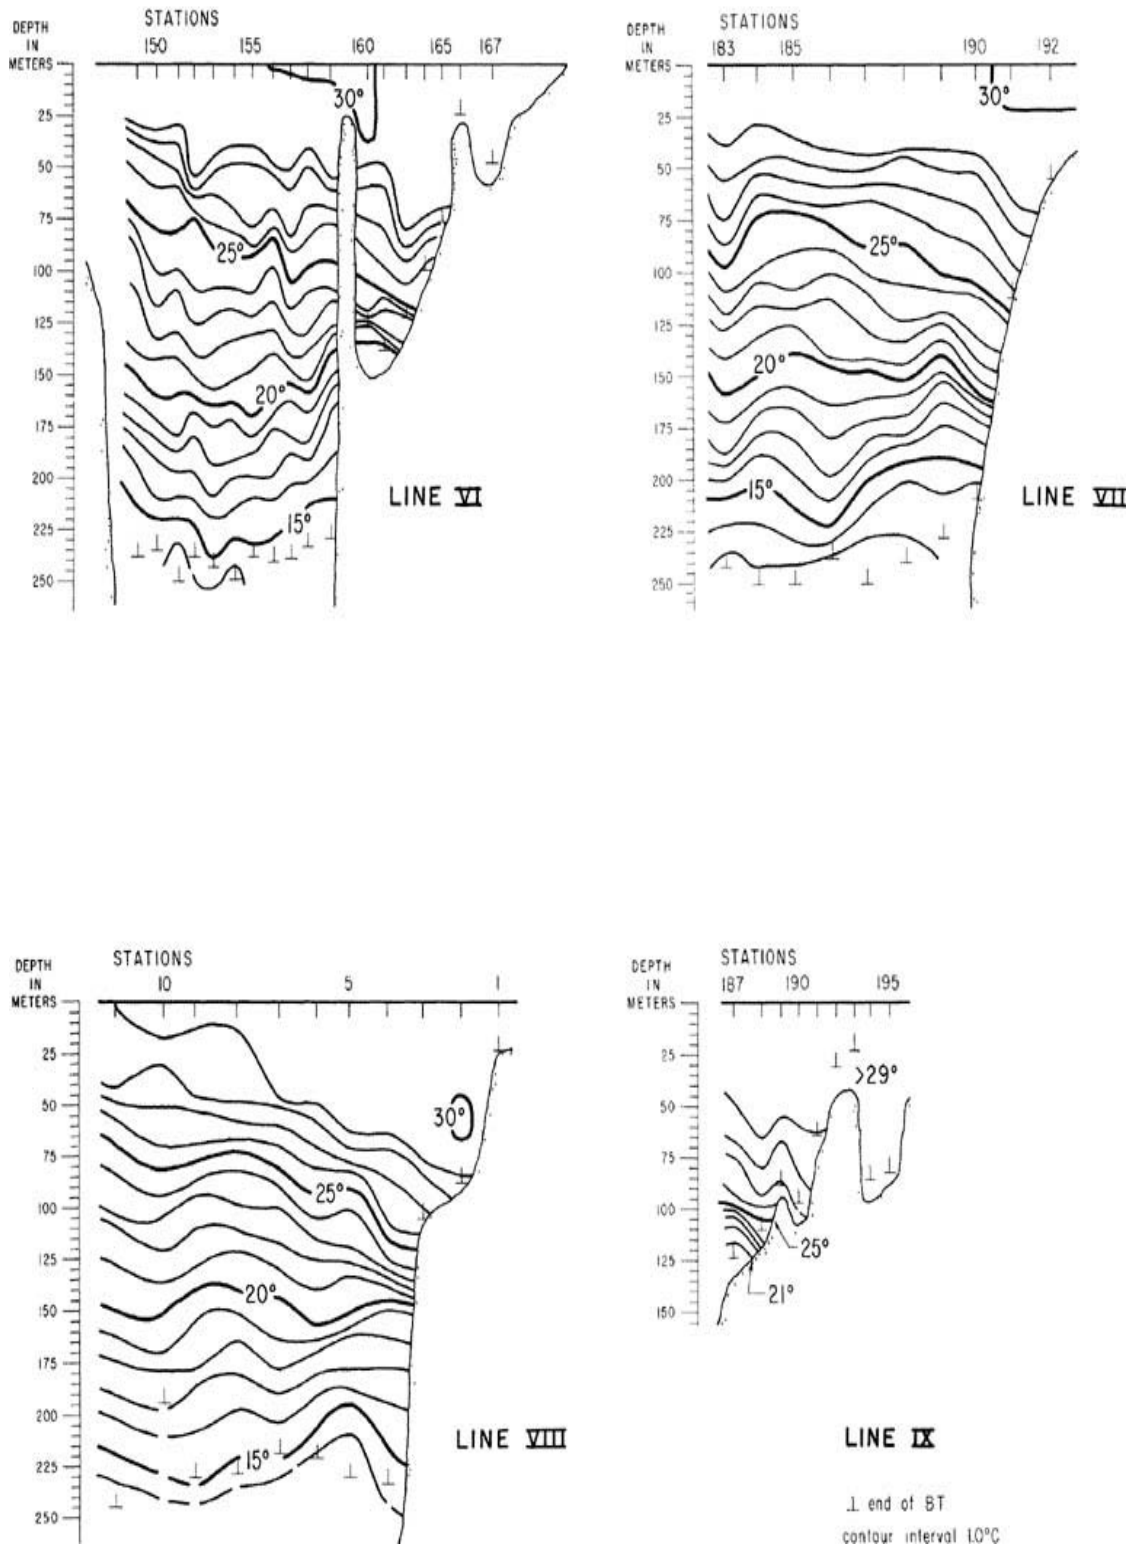 STATIONS
DEPTH
IN
METERS
150 155 160 165 167
25
50
75
100
125
150
175
200
225
250
30°
25°
20°
15°
LINE VI
STATIONS
DEPTH
IN
METERS
183 185 190 192
25
50
75
100
125
150
175
200
225
250
30°
25°
20°
15°
LINE VII
STATIONS
DEPTH
IN
METERS
10 5 1
25
50
75
100
125
150
175
200
225
250
30°
25°
20°
15°
LINE VIII
STATIONS
DEPTH
IN
METERS
187 190 195
25
50
75
100
125
150
>29°
25°
21°
LINE IX
⊥ end of BT
contour interval 1.0°C